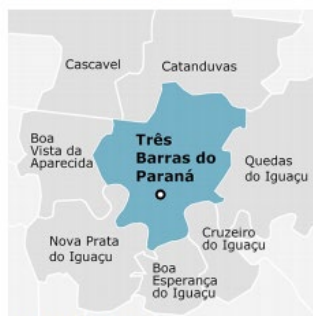 Cascavel
Catanduvas
Boa
Vista da
Aparecida
Três
Barras do
Paraná
Quedas
do Iguaçu
Nova Prata
do Iguaçu
Cruzeiro
do Iguaçu
Boa
Esperança
do Iguaçu